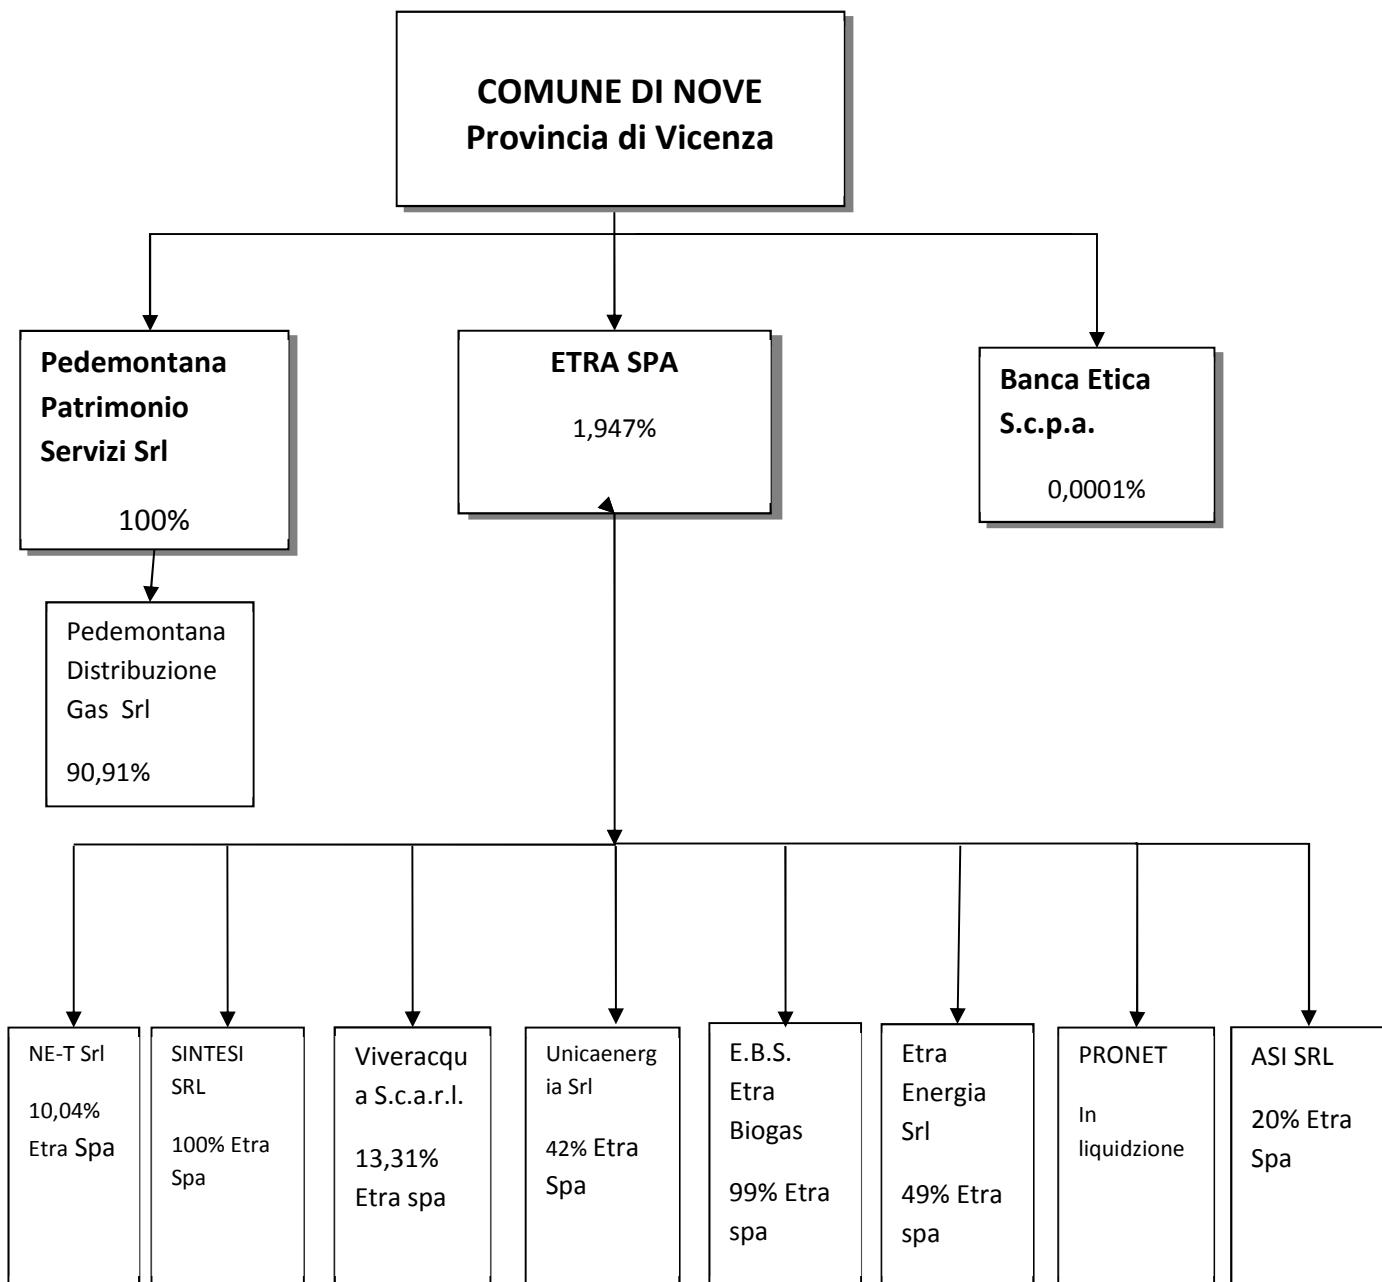 COMUNE DI NOVE
Provincia di Vicenza
Pedemontana
Patrimonio
Servizi Srl
100%
ETRA SPA
1,947%
Banca Etica
S.c.p.a.
0,0001%
Pedemontana
Distribuzione
Gas Srl
90,91%
NE-T Srl
10,04%
Etra Spa
SINTESI
SRL
100% Etra
Spa
Viveracqu
a S.c.a.r.l.
13,31%
Etra spa
Unicaenerg
ia Srl
42% Etra
Spa
E.B.S.
Etra
Biogas
99% Etra
spa
Etra
Energia
Srl
49% Etra
spa
PRONET
In
liquidzione
ASI SRL
20% Etra
Spa